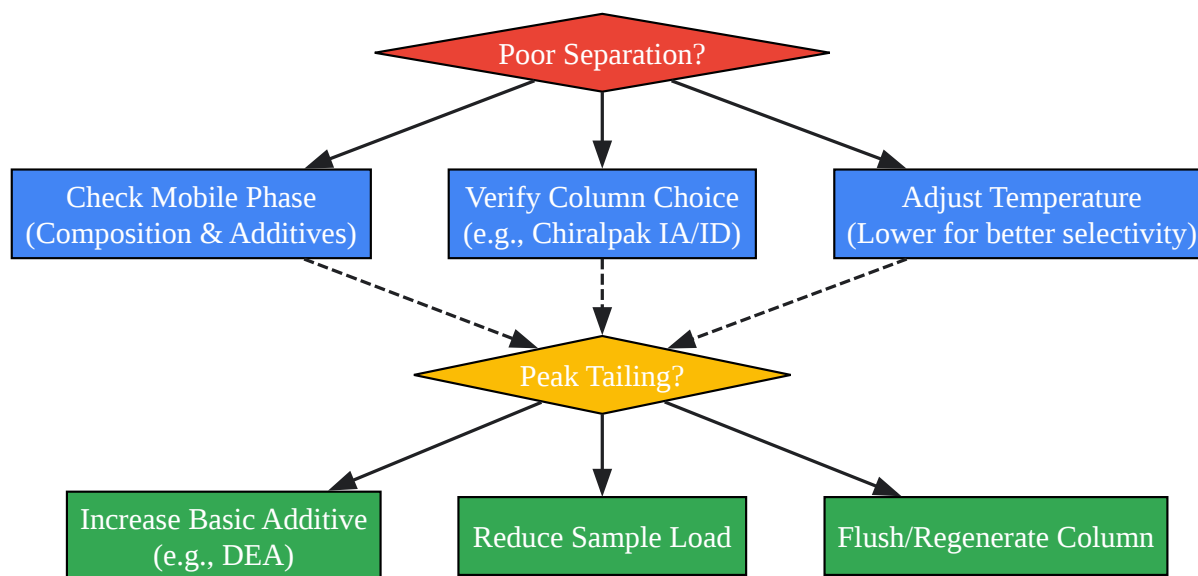 Poor Separation?
Check Mobile Phase
(Composition & Additives)
Verify Column Choice
(e.g., Chiralpak IA/ID)
Adjust Temperature
(Lower for better selectivity)
Peak Tailing?
Increase Basic Additive
(e.g., DEA)
Reduce Sample Load
Flush/Regenerate Column